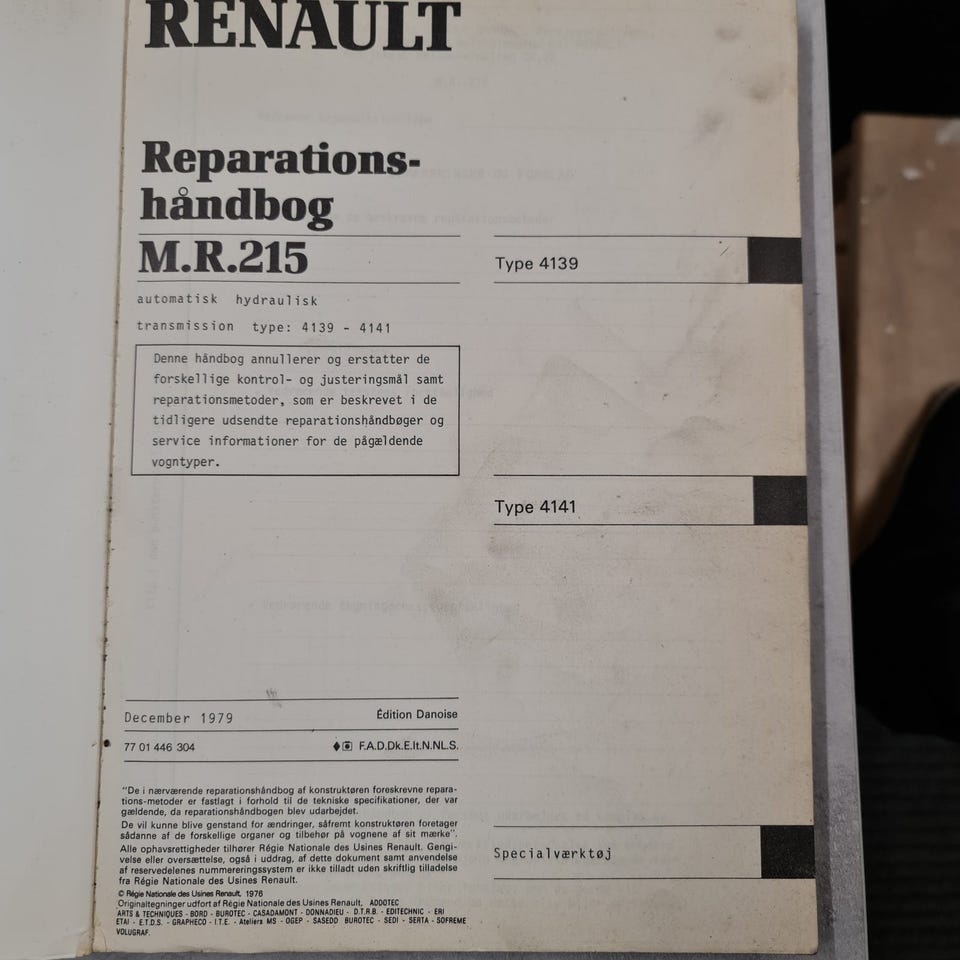 RENAULT
Reparations-
håndbog
M.R.215
automatisk hydraulisk
transmission type: 4139 - 4141
Denne håndbog annullerer og erstatter de
forskellige kontrol- og justeringsmål samt
reparationsmetoder, som er beskrevet i de
tidligere udsendte reparationshåndbøger og
service informationer for de pågældende
vogntyper.
Type 4139
Type 4141
December 1979
Édition Danoise
77 01 446 304
F.A.D.Dk.E.It.N.NL.S.
"De i nærværende reparationshåndbog af konstruktøren foreskrevne repara-
tions-metoder er fastlagt i forhold til de tekniske specifikationer, der var
gældende, da reparationshåndbogen blev udarbejdet.
De vil kunne blive genstand for ændringer, såfremt konstruktøren foretager
sådanne af de forskellige organer og tilbehør på vognene af sit mærke".
Alle ophavsrettigheder tilhører Régie Nationale des Usines Renault. Gengi-
velse eller oversættelse, også i uddrag, af dette dokument samt anvendelse
af reservedelenes nummereringssystem er ikke tilladt uden skriftlig tilladelse
fra Régie Nationale des Usines Renault.
© Régie Nationale des Usines Renault, 1976
Originaltegninger udfort af Régie Nationale des Usines Renault, ADDOTEC
ARTS & TECHNIQUES - BORD - BUROTEC - CASADAMONT - DONNADIEU - D.T.R.B. - EDITECHNIC - ERI
ETAI - E.T.D.S. - GRAPHECO - I.T.E. - Ateliers MS - OGEP - SASEDO BUROTEC - SEDI - SERTA - SOFREME
VOLUGRAF.
Specialværktøj